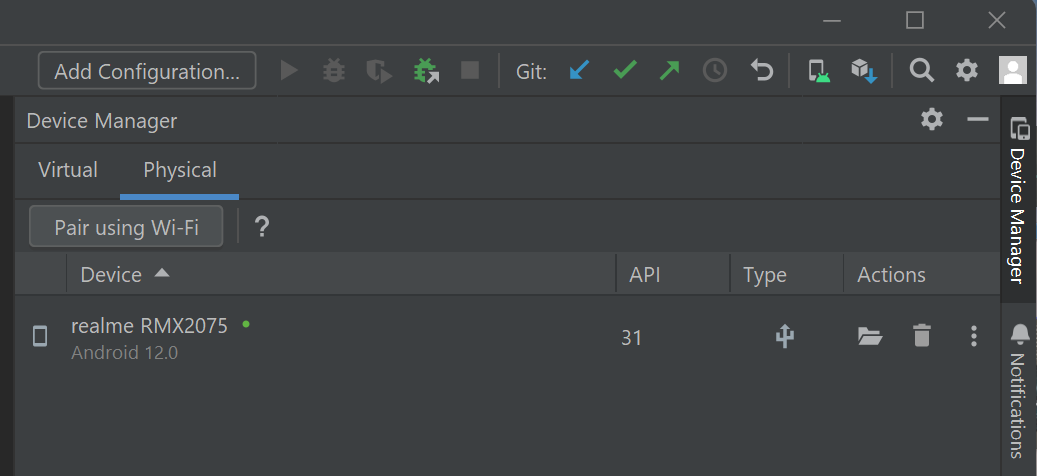 Add Configuration...
Git:
Device Manager
Virtual
Physical
Pair using Wi-Fi
?
Device
API
Type
Actions
realme RMX2075
Android 12.0
31
Device Manager
Notifications